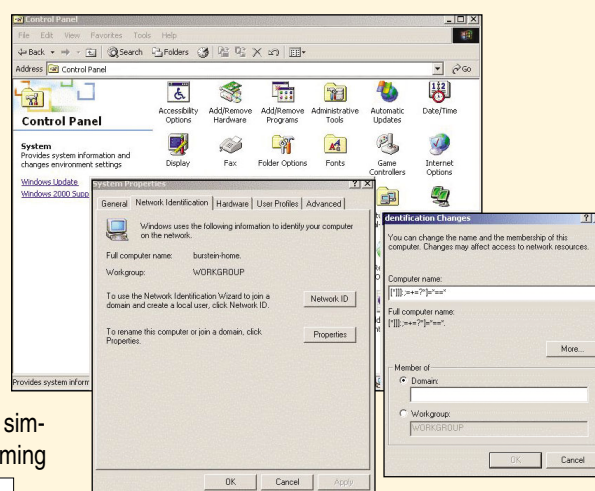 Control Panel
File Edit View Favorites Tools Help
Back Search Folders
Address Control Panel Go
Control Panel
System
Provides system information and
changes environment settings
Windows Update
Windows 2000 Supp
Accessibility Options
Add/Remove Hardware
Add/Remove Programs
Administrative Tools
Automatic Updates
Date/Time
Display
Fax
Folder Options
Fonts
Game Controllers
Internet Options
Provides system inform
System Properties
General Network Identification Hardware User Profiles Advanced
Windows uses the following information to identify your computer
on the network.
Full computer name: burstein-home.
Workgroup: WORKGROUP
To use the Network Identification Wizard to join a
domain and create a local user, click Network ID.
Network ID
To rename this computer or join a domain, click
Properties.
Properties
OK Cancel Apply
dentification Changes
You can change the name and the membership of this
computer. Changes may affect access to network resources.
Computer name:
Full computer name:
More...
Member of
Domain:
Workgroup:
WORKGROUP
OK Cancel
sim-
ming